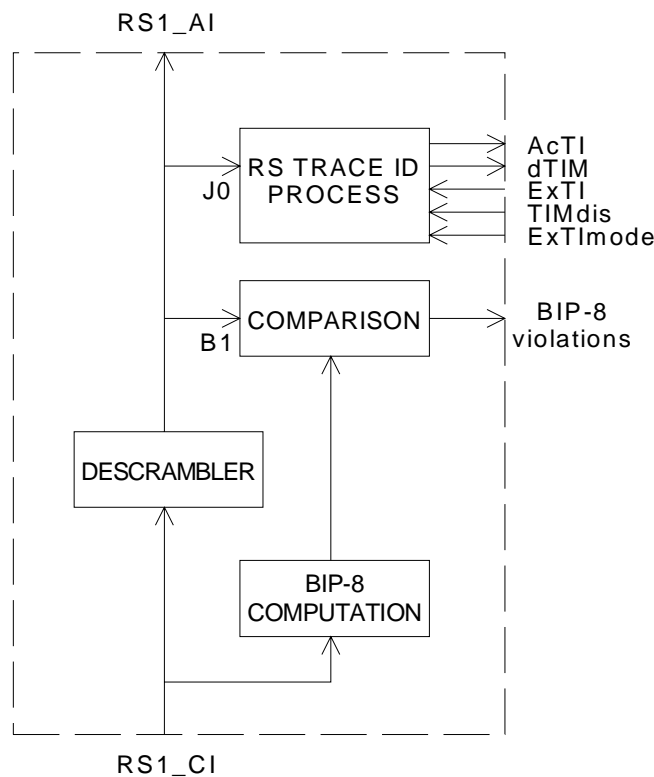 RS1_AI
RS TRACE ID
PROCESS
J0
AcTI
dTIM
ExTI
TIMdis
ExTImode
COMPARISON
B1
BIP-8
violations
DESCRAMBLER
BIP-8
COMPUTATION
RS1_CI